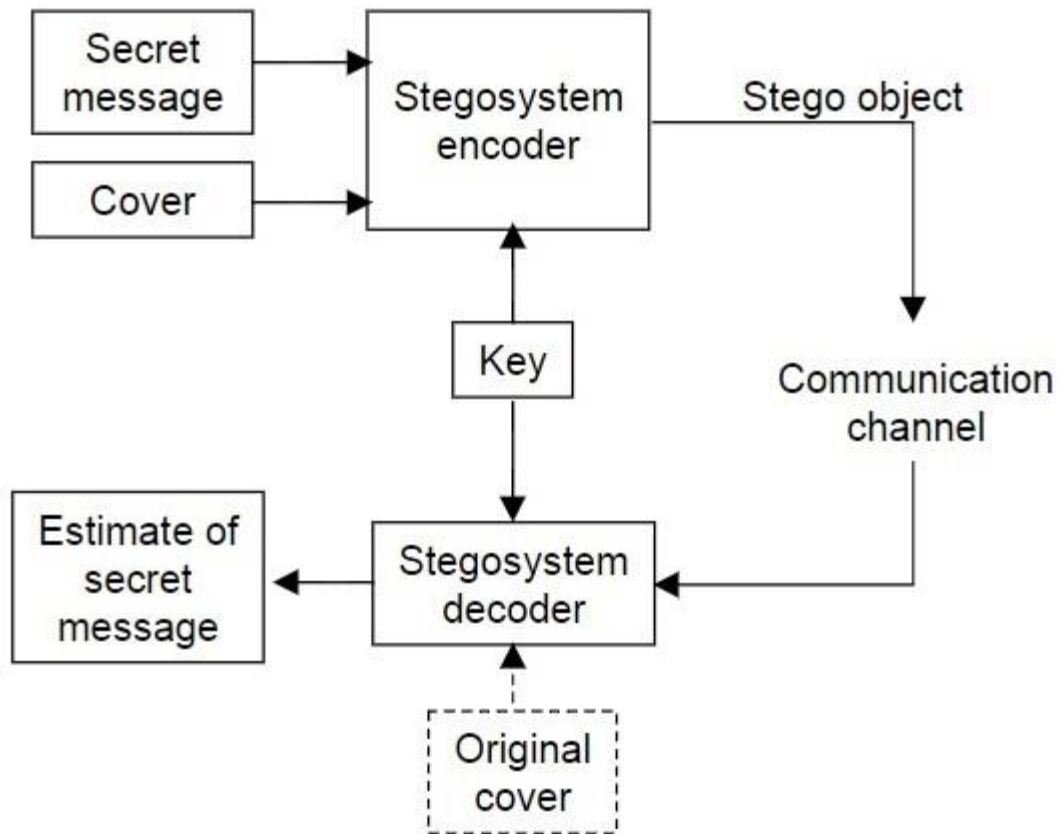 Secret
message
Stegosystem
encoder
Stego object
Cover
Key
Communication
channel
Estimate of
secret
message
Stegosystem
decoder
Original
cover